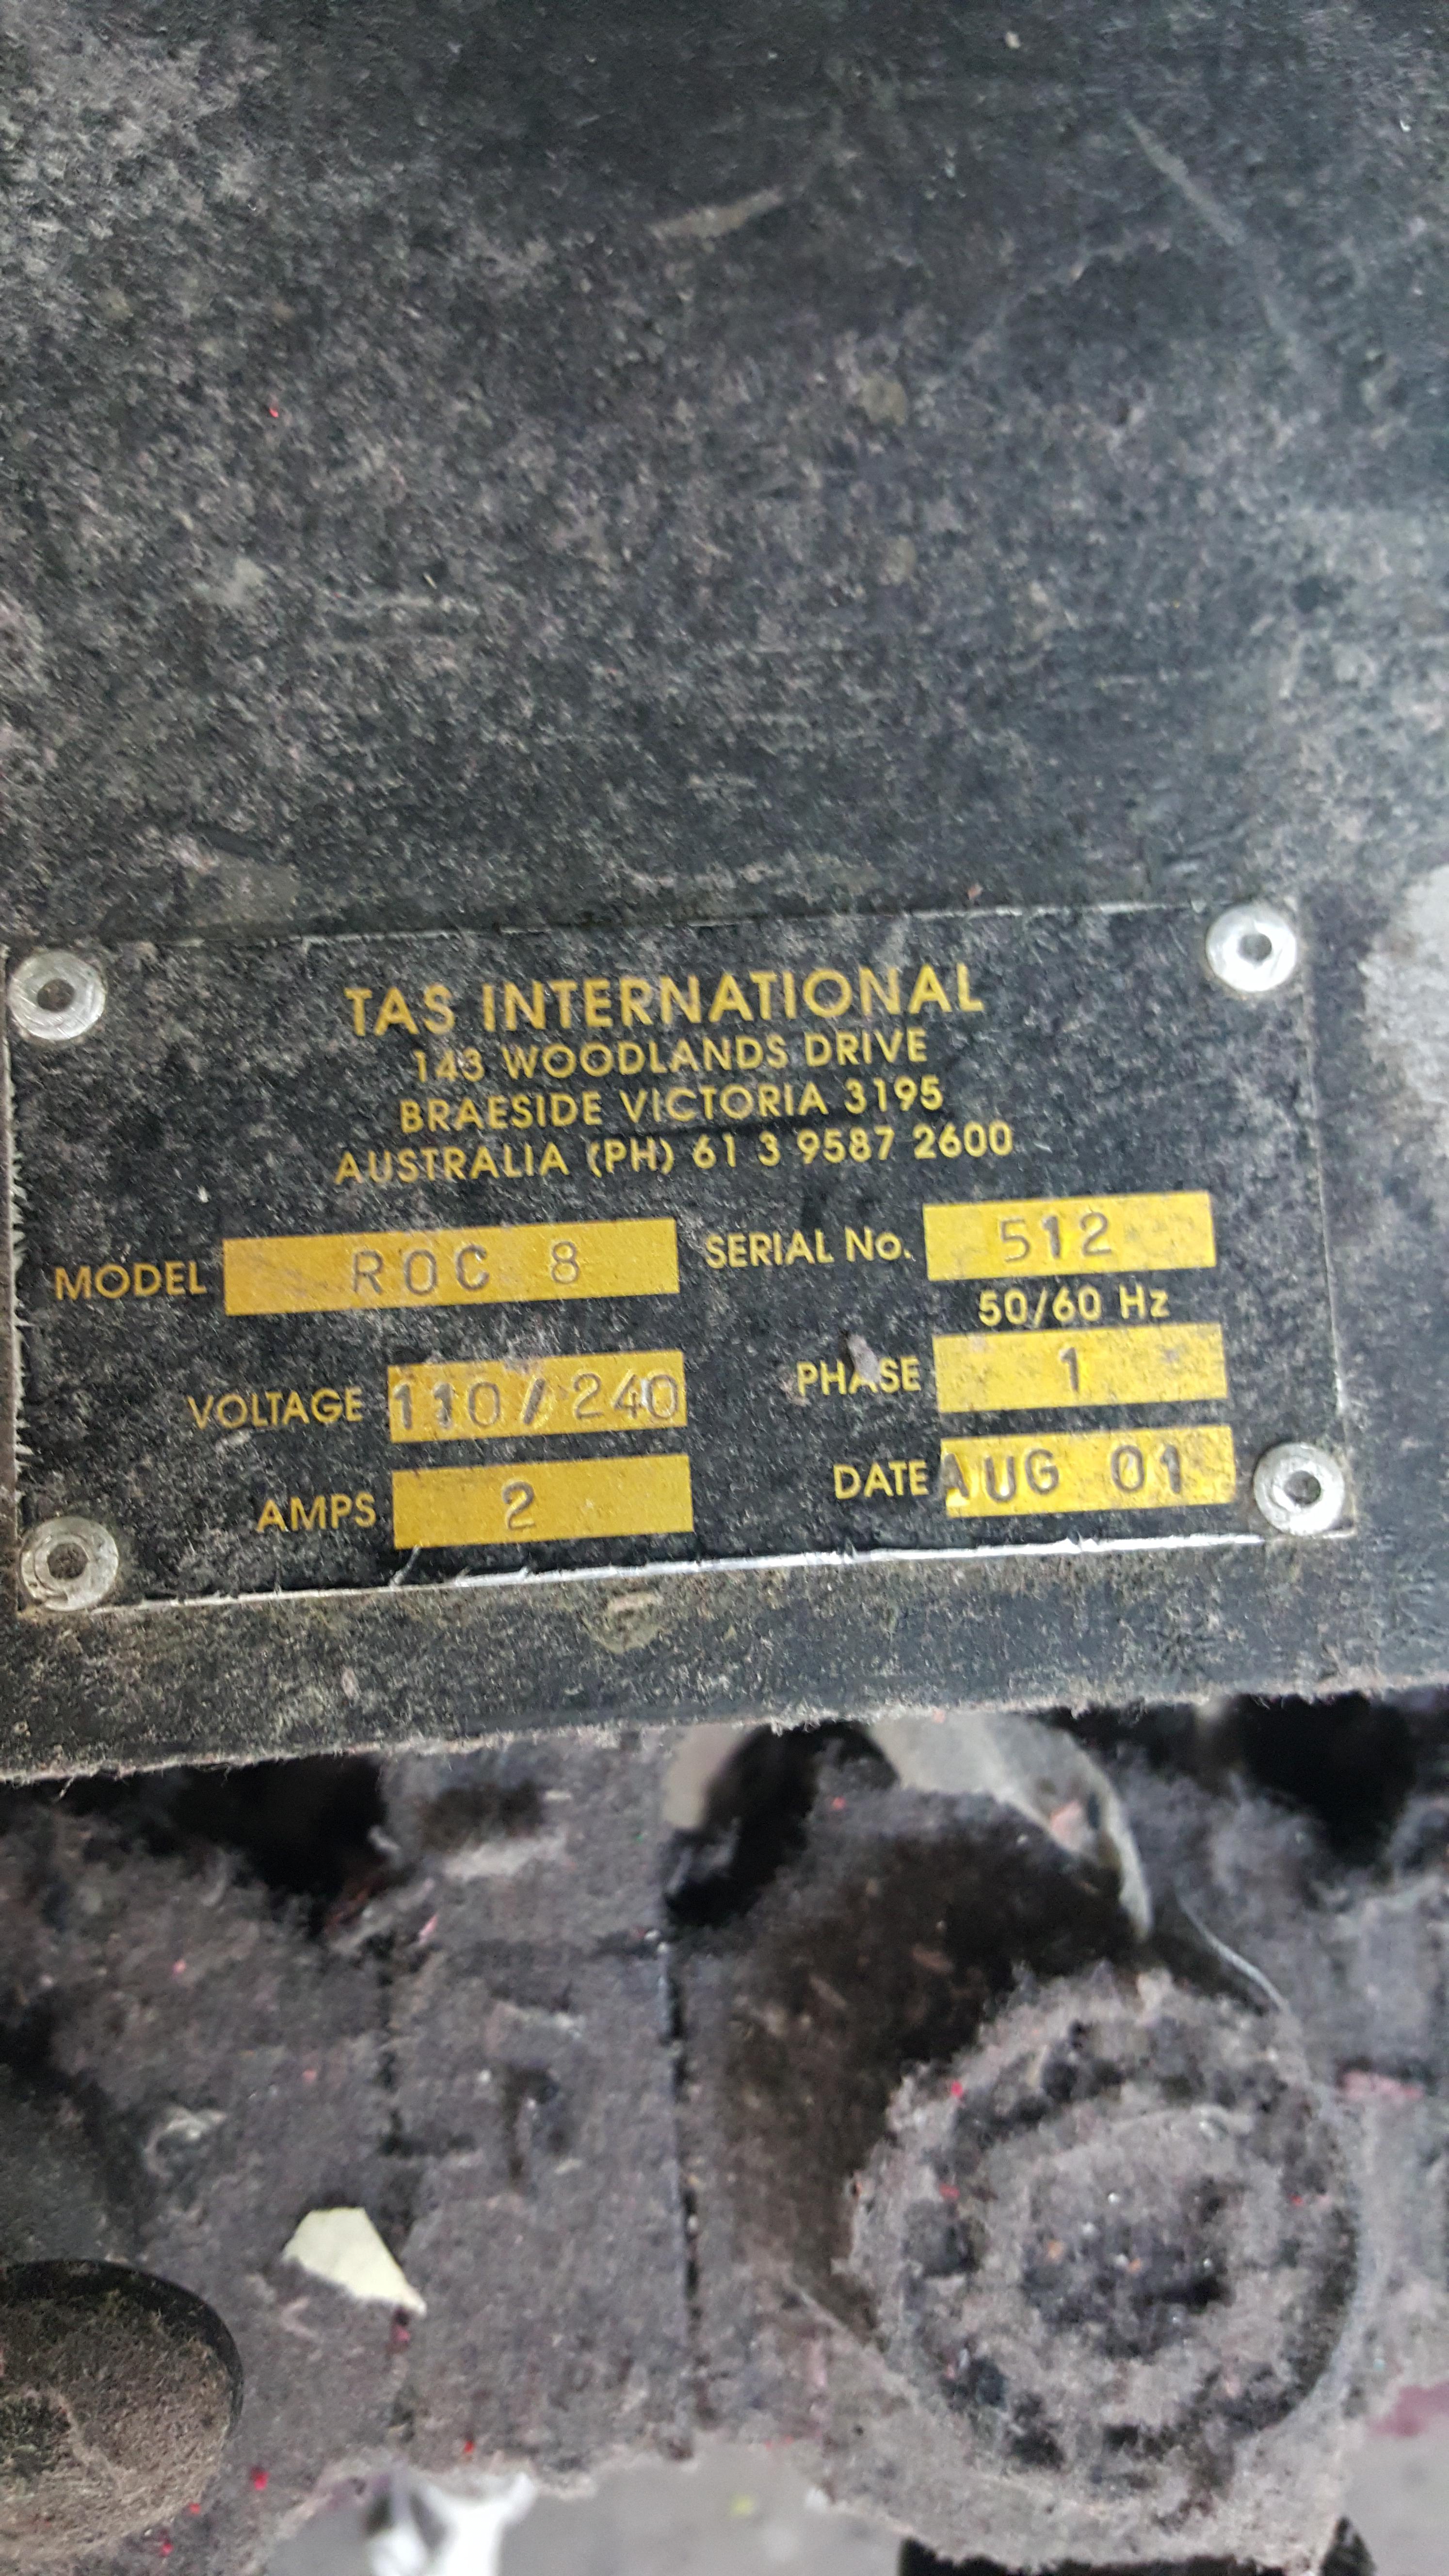 TAS INTERNATIONAL
143 WOODLANDS DRIVE
BRAESIDE VICTORIA 3195
AUSTRALIA (PH) 61 3 9587 2600
MODEL ROC 8 SERIAL No. 512
50/60 Hz
VOLTAGE 110/240 PHASE 1
AMPS 2 DATE AUG 01